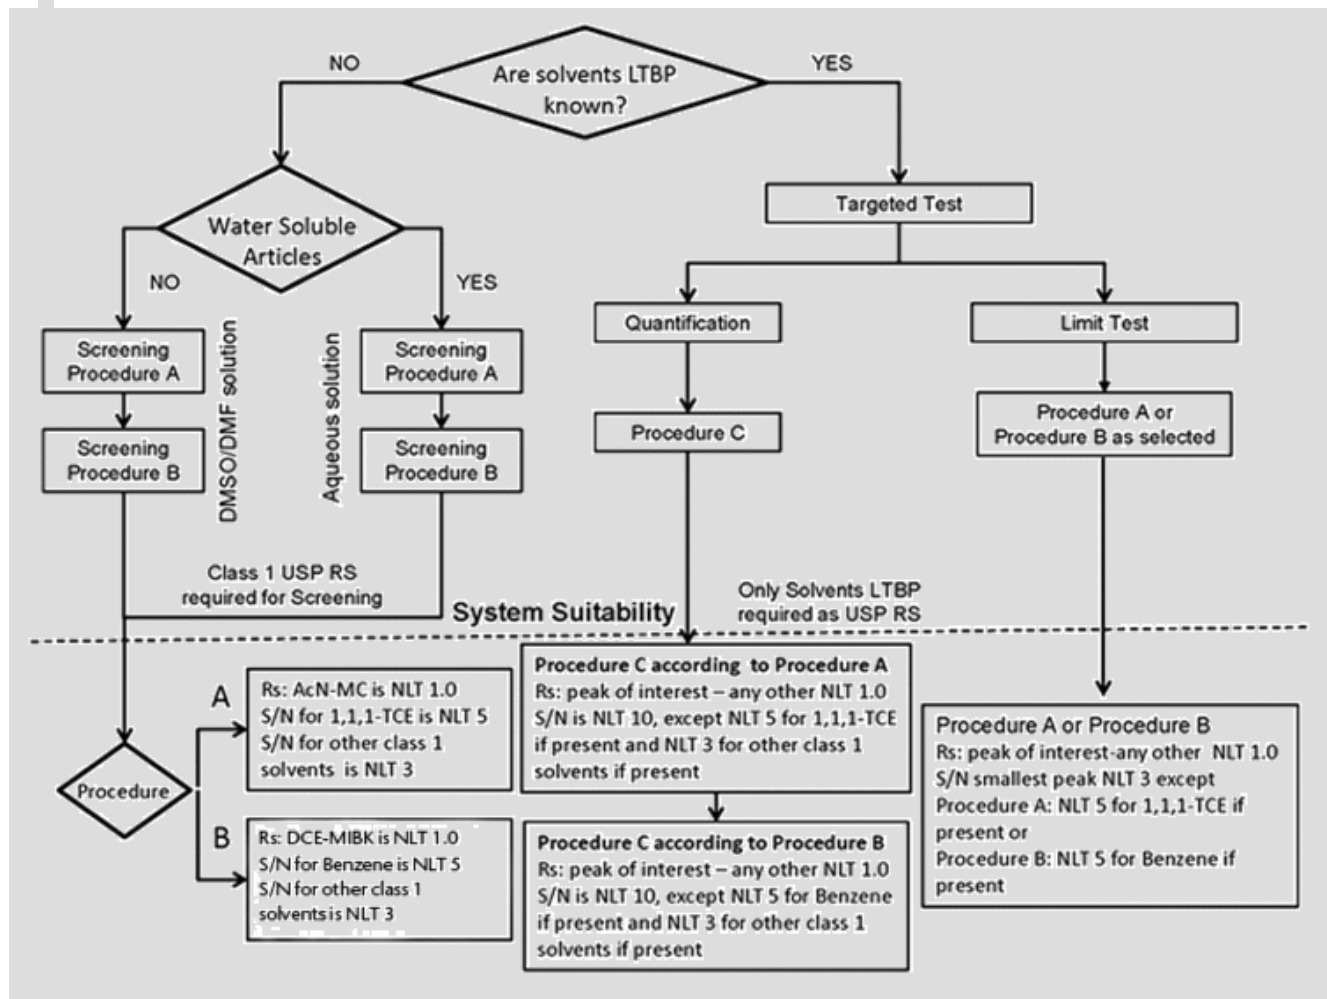 Are solvents LTBP
known?
NO
YES
Water Soluble
Articles
NO
YES
Targeted Test
Quantification
Limit Test
Screening
Procedure A
DMSO/DMF solution
Aqueous solution
Screening
Procedure A
Screening
Procedure B
Screening
Procedure B
Procedure C
Procedure A or
Procedure B as selected
Class 1 USP RS
required for Screening
System Suitability
Only Solvents LTBP
required as USP RS
Procedure
A
Rs: AcN-MC is NLT 1.0
S/N for 1,1,1-TCE is NLT 5
S/N for other class 1
solvents is NLT 3
B
Rs: DCE-MIBK is NLT 1.0
S/N for Benzene is NLT 5
S/N for other class 1
solvents is NLT 3
Procedure C according to Procedure A
Rs: peak of interest – any other NLT 1.0
S/N is NLT 10, except NLT 5 for 1,1,1-TCE
if present and NLT 3 for other class 1
solvents if present
Procedure C according to Procedure B
Rs: peak of interest – any other NLT 1.0
S/N is NLT 10, except NLT 5 for Benzene
if present and NLT 3 for other class 1
solvents if present
Procedure A or Procedure B
Rs: peak of interest-any other NLT 1.0
S/N smallest peak NLT 3 except
Procedure A: NLT 5 for 1,1,1-TCE if
present or
Procedure B: NLT 5 for Benzene if
present